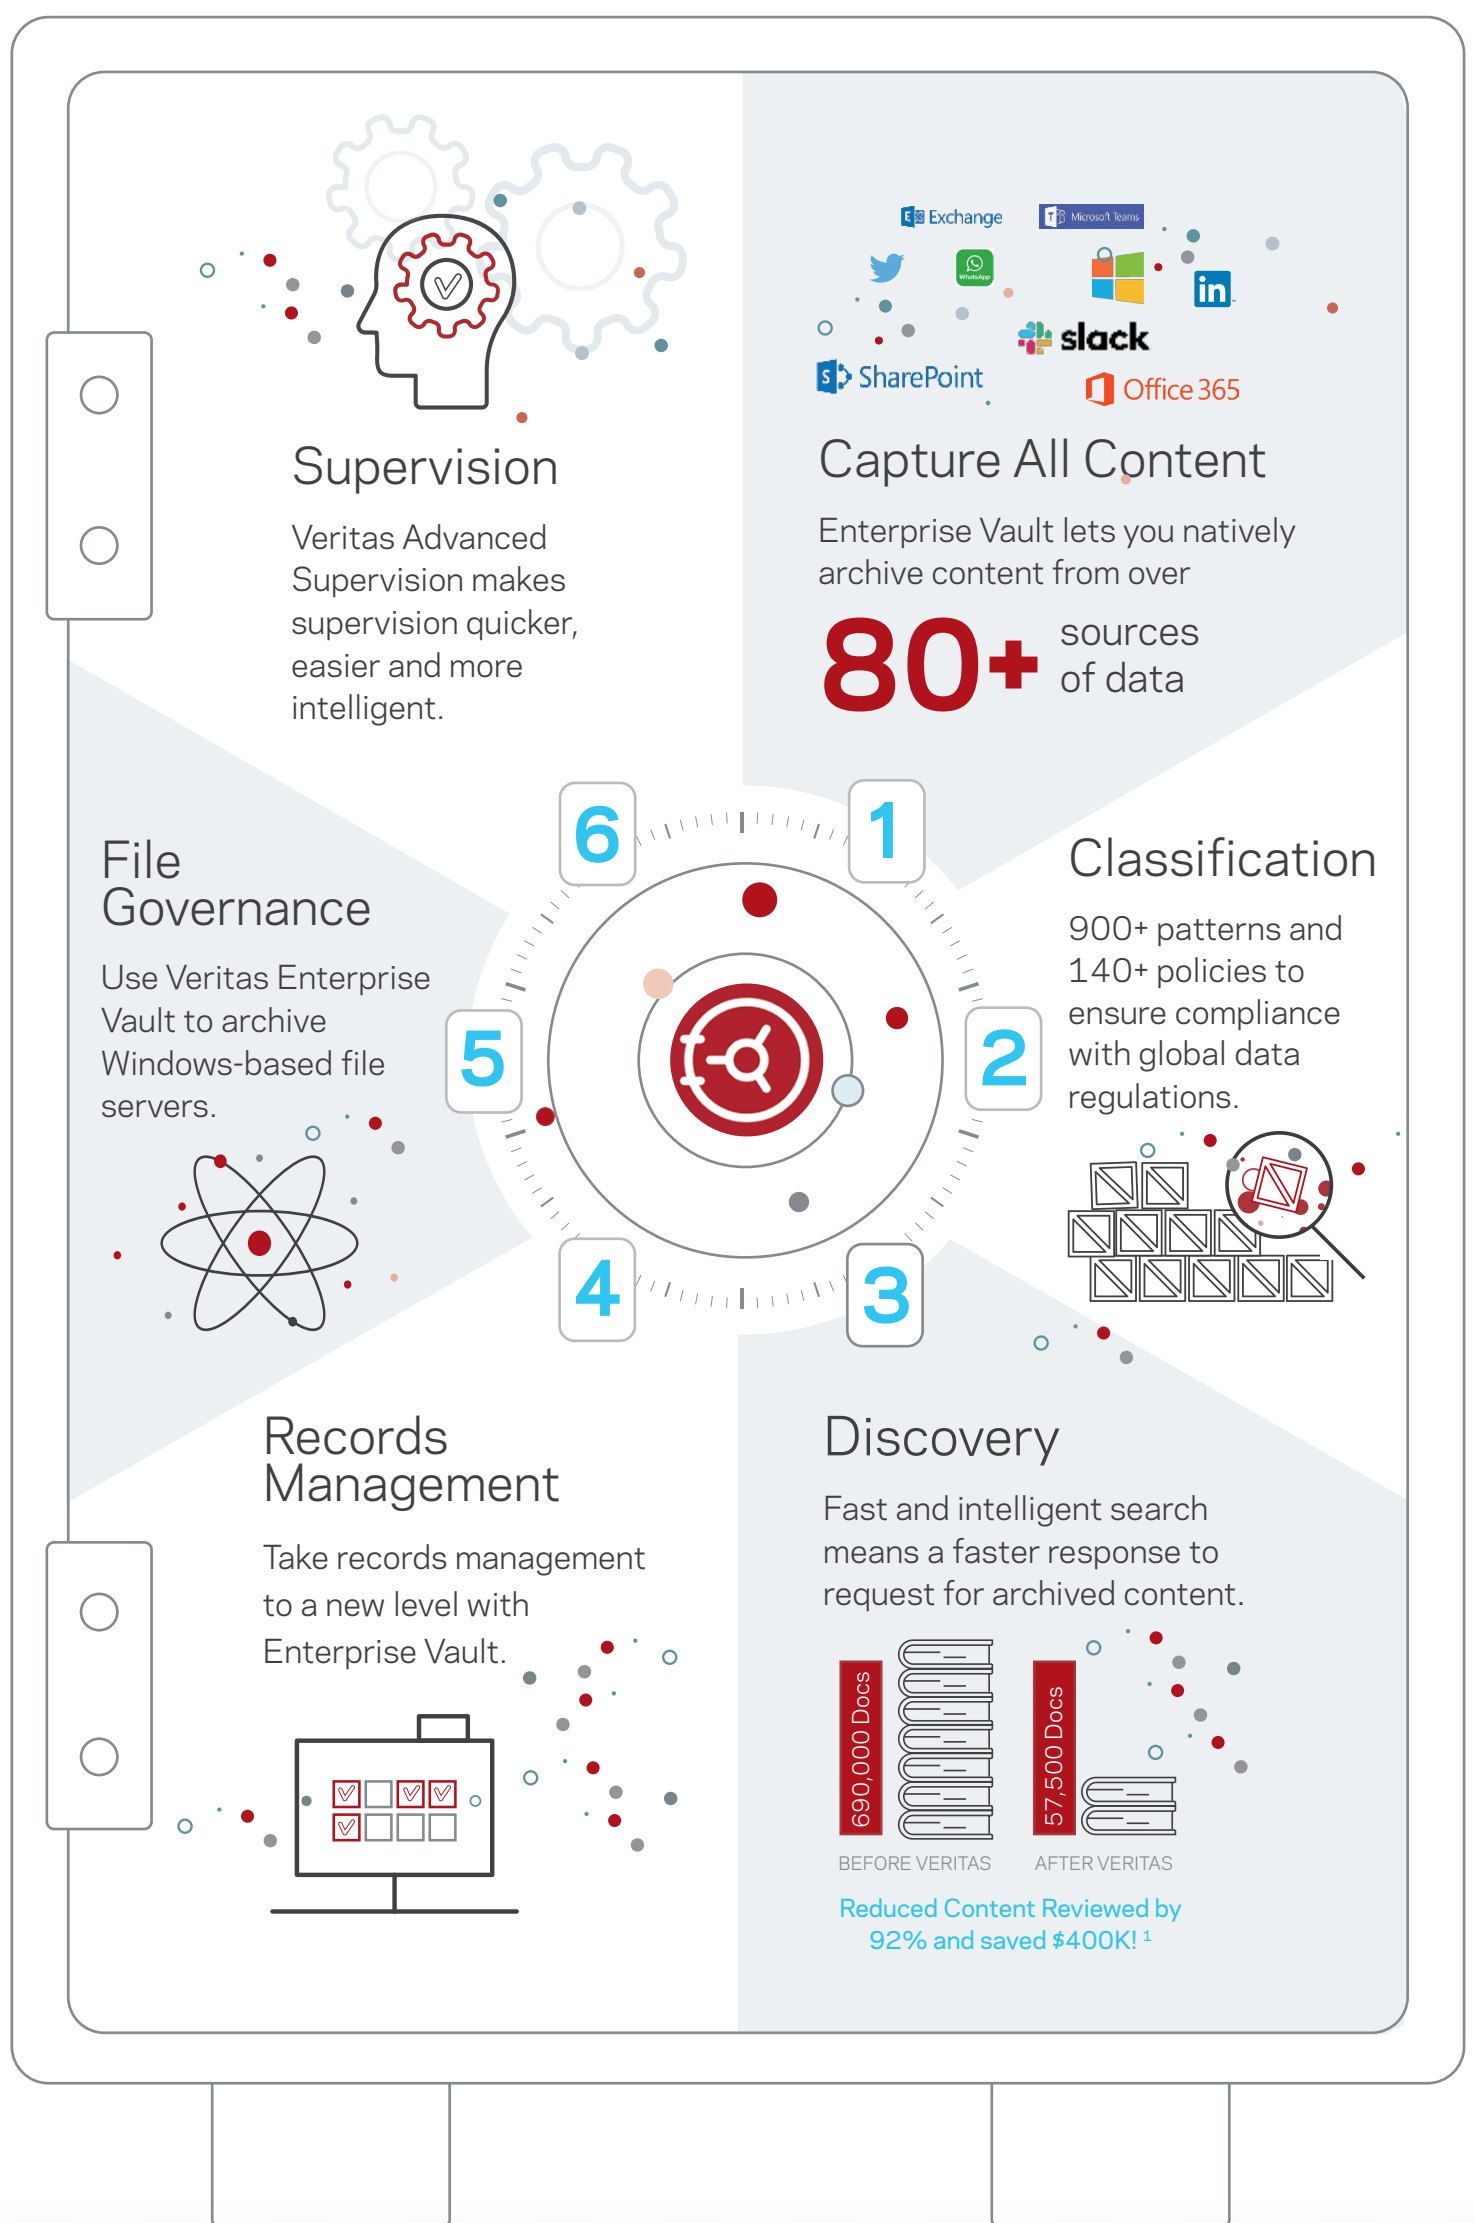 Exchange
Microsoft Teams
WhatsApp
in
slack
SharePoint
Office 365
Capture All Content
Enterprise Vault lets you natively
archive content from over
80+ sources
of data
1
Classification
900+ patterns and
140+ policies to
ensure compliance
with global data
regulations.
2
Discovery
Fast and intelligent search
means a faster response to
request for archived content.
690,000 Docs
57,500 Docs
BEFORE VERITAS
AFTER VERITAS
Reduced Content Reviewed by
92% and saved $400K! 1
3
Records
Management
Take records management
to a new level with
Enterprise Vault.
4
File
Governance
Use Veritas Enterprise
Vault to archive
Windows-based file
servers.
5
Supervision
Veritas Advanced
Supervision makes
supervision quicker,
easier and more
intelligent.
6